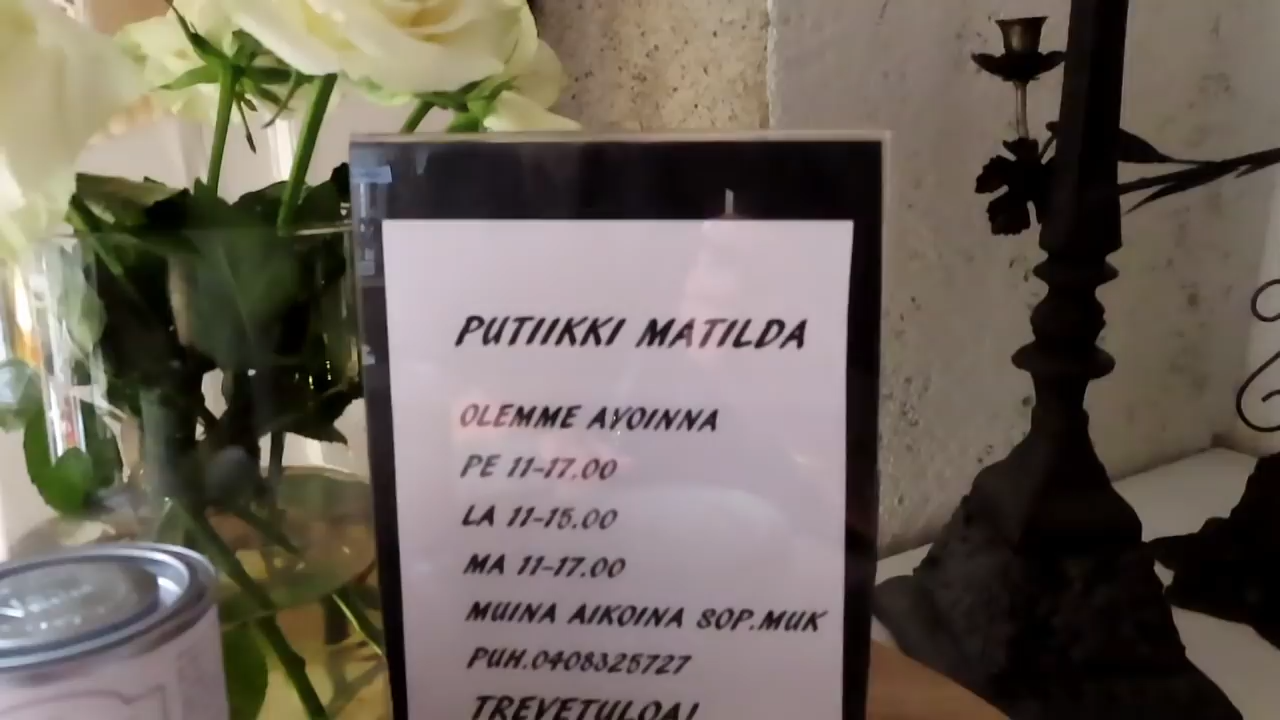 PUTIIKKI MATILDA
OLEMME AVOINNA
PE 11-17.00
LA 11-15.00
MA 11-17.00
MUINA AIKOINA SOP.MUK
PUH.0408325727
TREVETULOA!